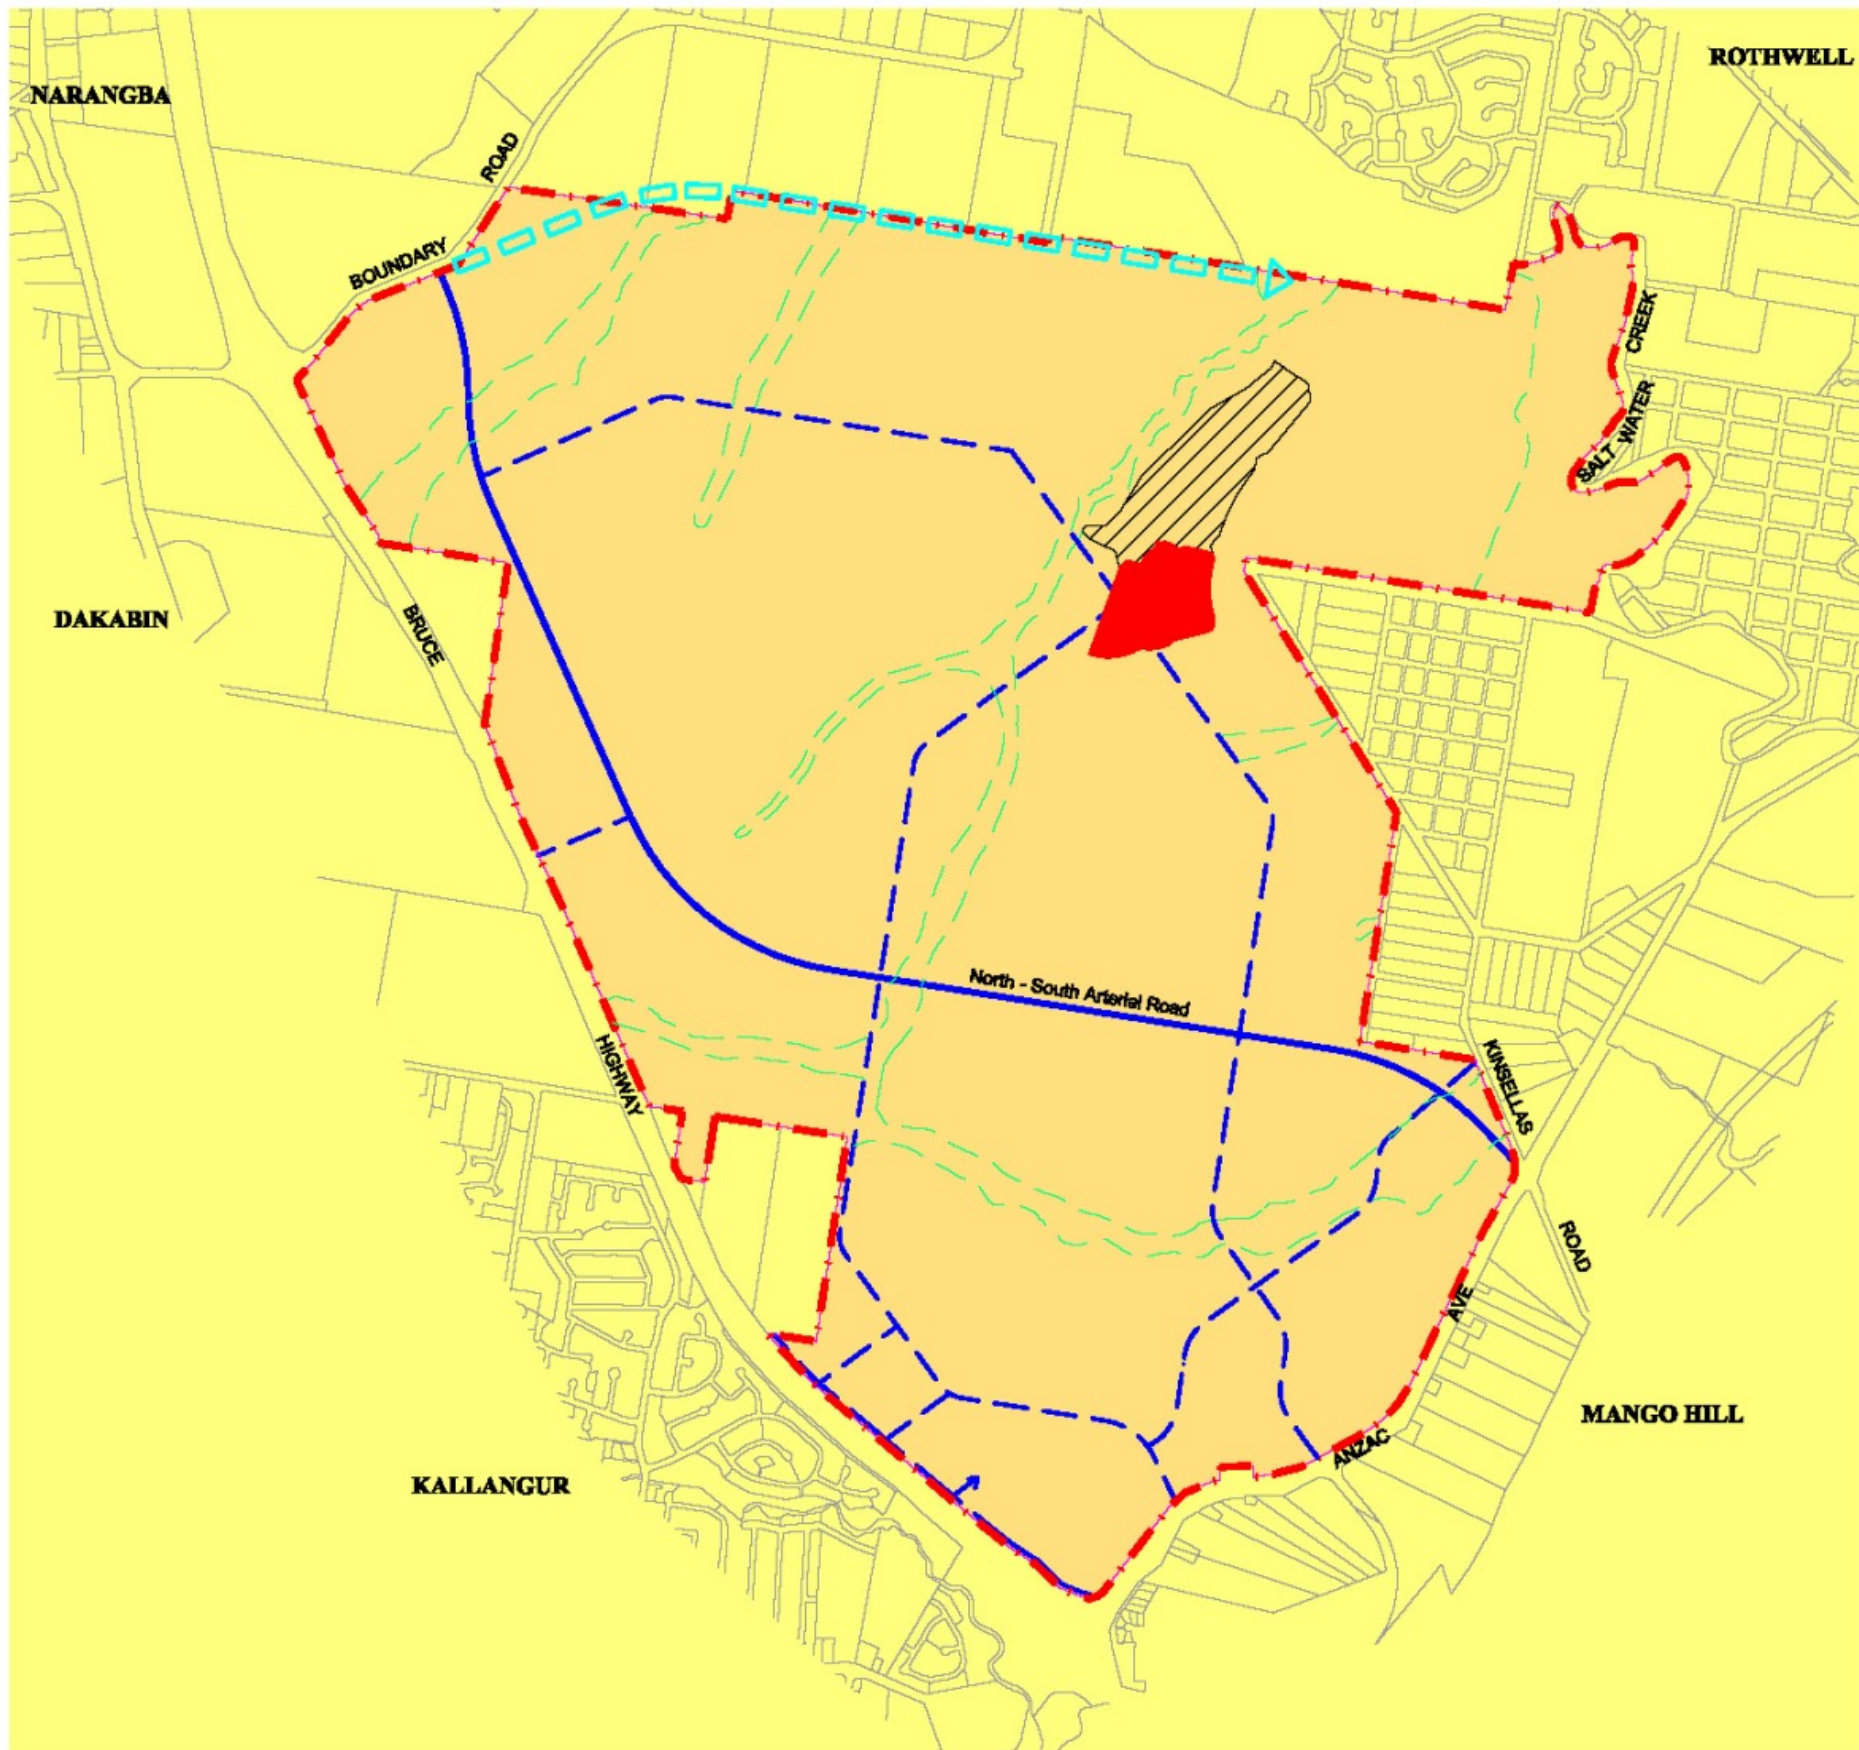 ROTHWELL
NARANGBA
ROAD
BOUNDARY
CREEK
SALT WATER
DAKABIN
BRUCE
North - South Arterial Road
HIGHWAY
KINSELLAS
ROAD
AVE
MANGO HILL
ANZAC
KALLANGUR